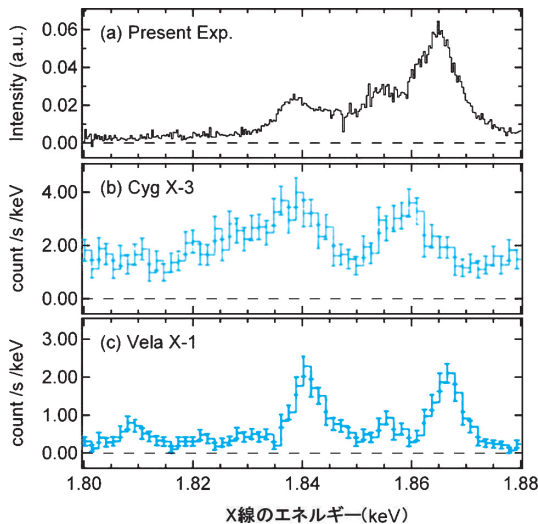 (a) Present Exp.
Intensity (a.u.)
0.06
0.04
0.02
0.00
(b) Cyg X-3
count /s /keV
4.00
2.00
0.00
(c) Vela X-1
count /s /keV
3.00
2.00
1.00
0.00
1.80 1.82 1.84 1.86 1.88
X線のエネルギー(keV)